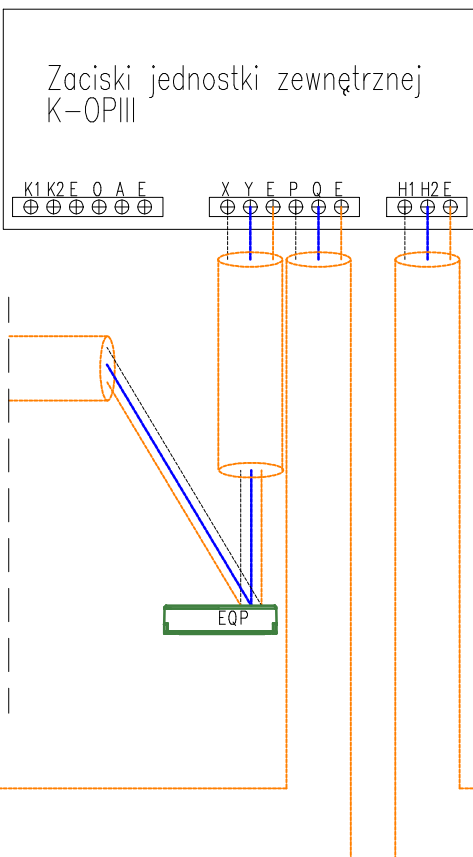 Zaciski jednostki zewnętrznej
K-OPIII
K1 K2 E O A E X Y E P Q E H1 H2 E
EQP